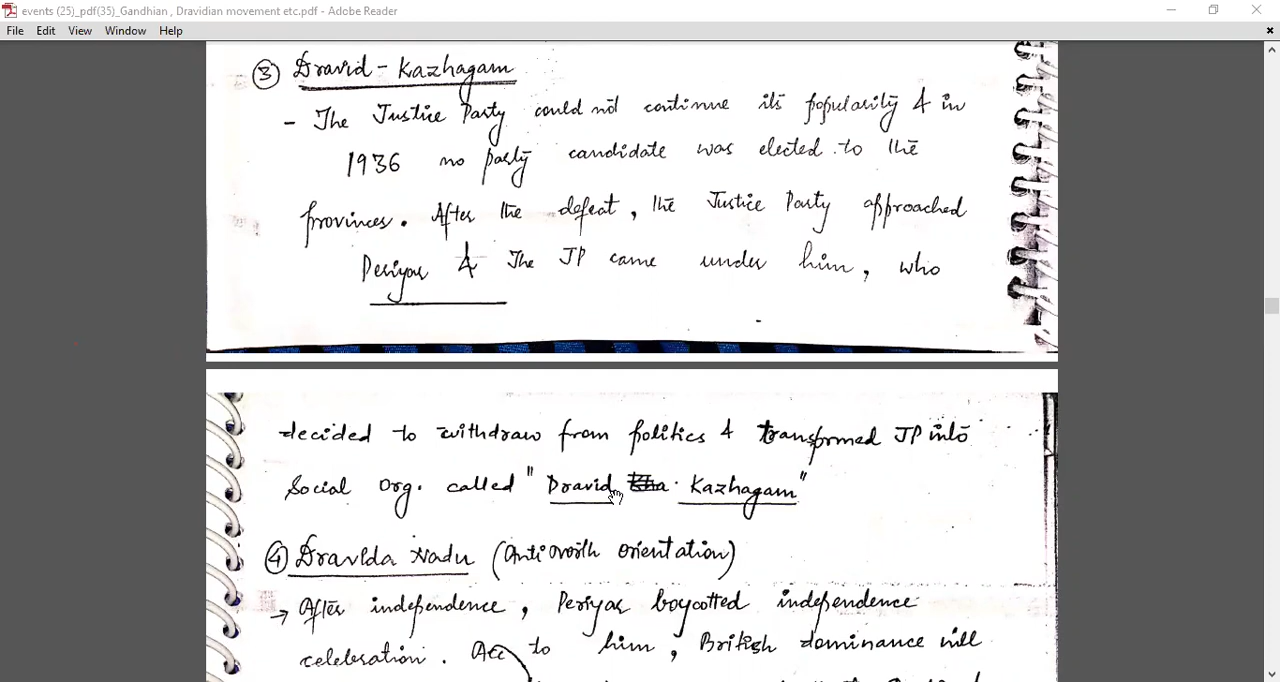 events (25)_pdf(35)_Gandhian , Dravidian movement etc.pdf - Adobe Reader
File Edit View Window Help
③ Dravid - Kazhagam
- The Justice Party could not continue its popularity & in
1936 no party candidate was elected to the
provinces. After the defeat, the Justice Party approached
Periyar & The JP came under him, who
decided to withdraw from politics & transformed JP into
Social Org. called "Dravid Kazhagam"
④ Dravida Nadu (Anti north orientation)
→ After independence, Periyar boycotted independence
celebration. Acc to him, British dominance will